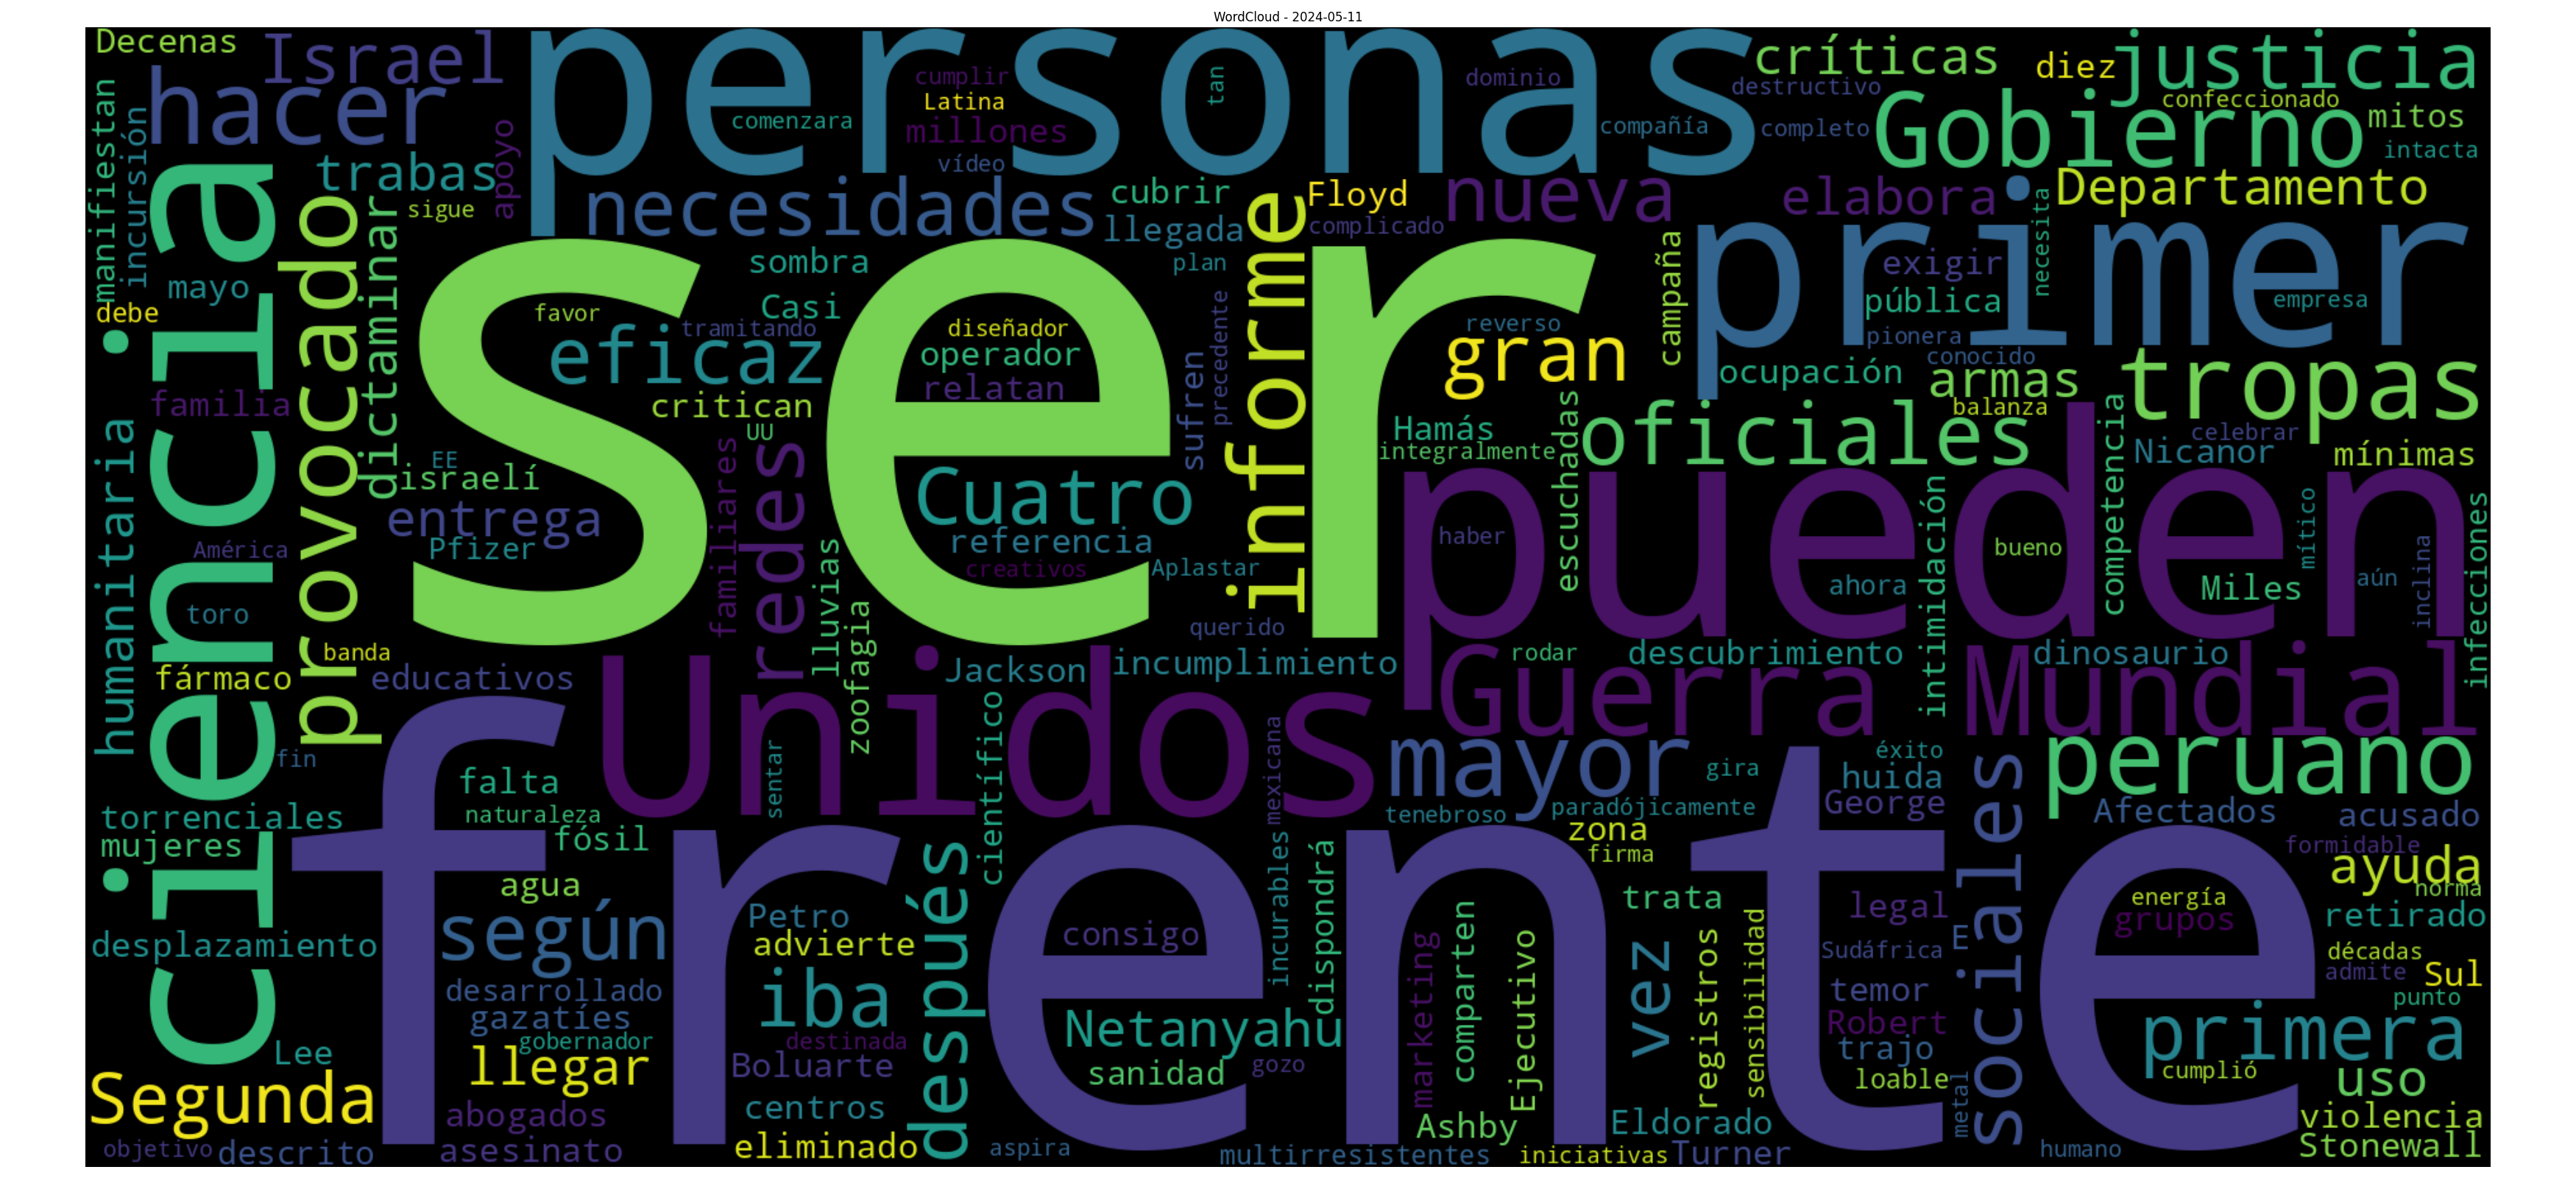 WordCloud - 2024-05-11
Decenas
Israel
personas
críticas
diez
justicia
hacer
cumplir
Latina
tan
dominio
destructivo
confeccionado
mitos
Gobierno
comenzara
millones
compañía
completo
intacta
vídeo
manifiestan
incursión
apoyo
trabas
necesidades
cubrir
Floyd
nueva
elabora
Departamento
sigue
llegada
complicado
necesita
ciencia
provocado
dictaminar
informe
primer
mayo
sombra
plan
campaña
exigir
pública
empresa
debe
favor
Casi
tramitando
diseñador
precedente
reverso
pionera
ser
eficaz
operador
gran
conocido
relatan
ocupación
armas
tropas
familia
critican
sufren
balanza
UU
Hamás
integralmente
escuchadas
oficiales
competencia
celebrar
Nicanor
mínimas
humanitaria
EE
israelí
familiares
redes
Cuatro
pueden
entrega
referencia
haber
intimidación
bueno
mítico
inclina
infecciones
América
Pfizer
lluvias
creativos
Aplastar
ahora
Miles
aún
toro
zoofagia
querido
banda
fármaco
educativos
Jackson
incumplimiento
rodar
descubrimiento
dinosaurio
Unidos
Guerra
Mundial
fin
falta
sentar
científico
mexicana
mayor
gira
éxito
huida
peruano
torrenciales
naturaleza
tenebroso
paradójicamente
George
Afectados
acusado
mujeres
fósil
zona
firma
formidable
frente
agua
después
incurables
dispondrá
sociales
ayuda
norma
según
Petro
advierte
consigo
trata
legal
energía
grupos
retirado
desplazamiento
marketing
comparten
Ejecutivo
vez
registros
sensibilidad
Sudáfrica
E
décadas
admite
Sul
desarrollado
iba
temor
punto
gazatíes
Netanyahu
Robert
primera
gobernador
destinada
trajo
Lee
llegar
Boluarte
sanidad
gozo
loable
cumplió
uso
Segunda
abogados
centros
Ashby
Eldorado
metal
violencia
objetivo
descrito
asesinato
eliminado
aspira
multirresistentes
iniciativas
Turner
humano
Stonewall